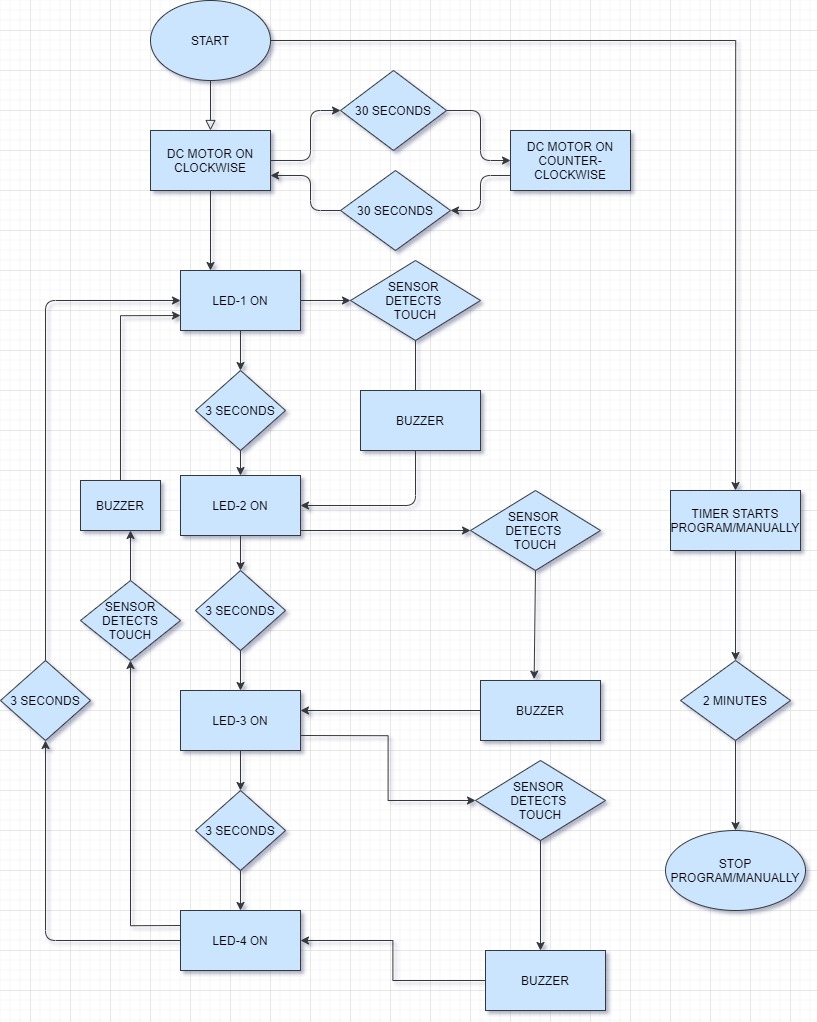 START
30 SECONDS
DC MOTOR ON
CLOCKWISE
DC MOTOR ON
COUNTER-
CLOCKWISE
30 SECONDS
LED-1 ON
SENSOR
DETECTS
TOUCH
3 SECONDS
BUZZER
BUZZER
LED-2 ON
SENSOR
DETECTS
TOUCH
TIMER STARTS
PROGRAM/MANUALLY
SENSOR
DETECTS
TOUCH
3 SECONDS
3 SECONDS
LED-3 ON
BUZZER
2 MINUTES
3 SECONDS
SENSOR
DETECTS
TOUCH
STOP
PROGRAM/MANUALLY
LED-4 ON
BUZZER